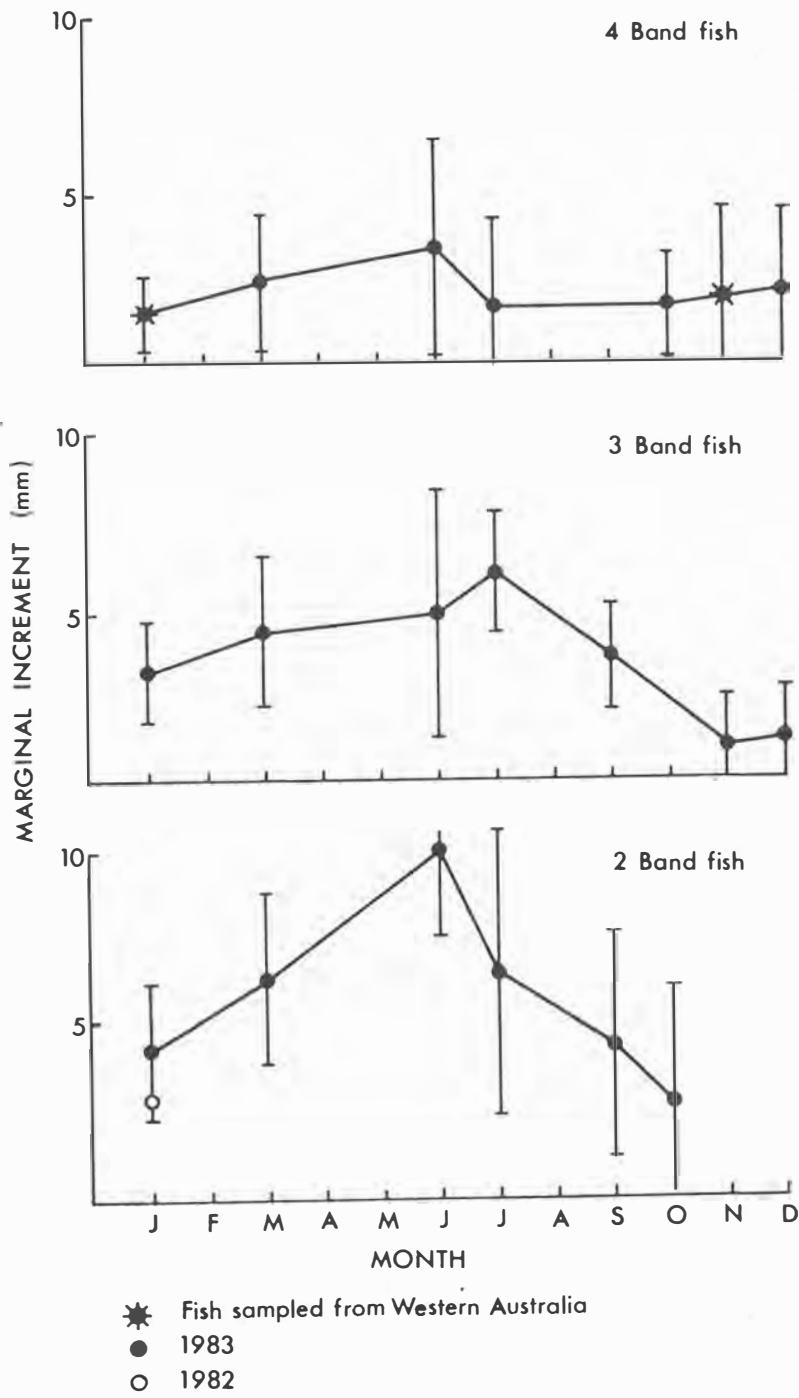 10
4 Band fish
5
10
3 Band fish
5
MARGINAL INCREMENT (mm)
10
2 Band fish
5
J F M A M J J A S O N D
MONTH
Fish sampled from Western Australia
1983
1982